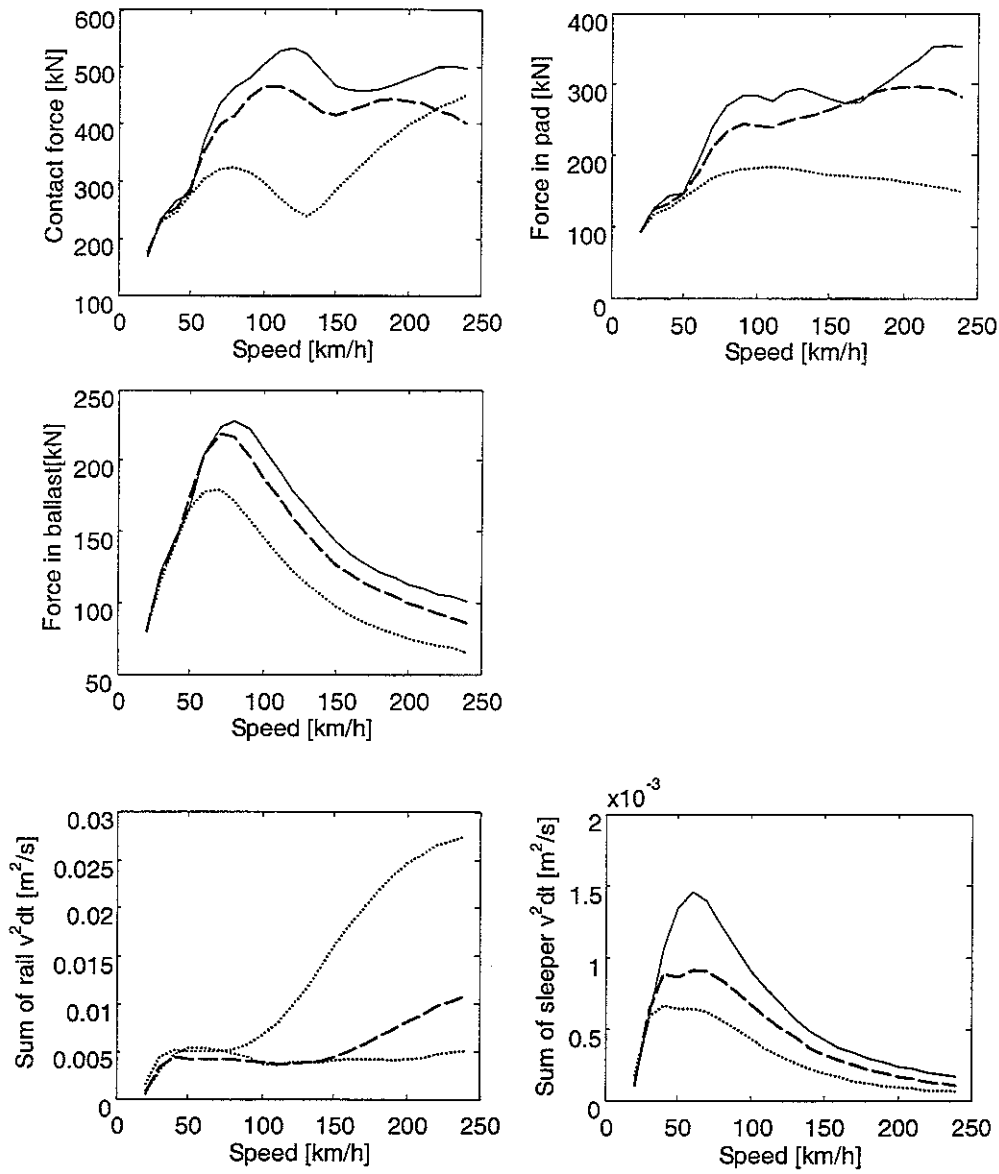 600
500
400
300
200
100
0 50 100 150 200 250
Speed [km/h]
Contact force [kN]
400
300
200
100
0
0 50 100 150 200 250
Speed [km/h]
Force in pad [kN]
250
200
150
100
50
0 50 100 150 200 250
Speed [km/h]
Force in ballast[kN]
0.03
0.025
0.02
0.015
0.01
0.005
0
0 50 100 150 200 250
Speed [km/h]
Sum of rail v²dt [m²/s]
x10⁻³
2
1.5
1
0.5
0
0 50 100 150 200 250
Speed [km/h]
Sum of sleeper v²dt [m²/s]